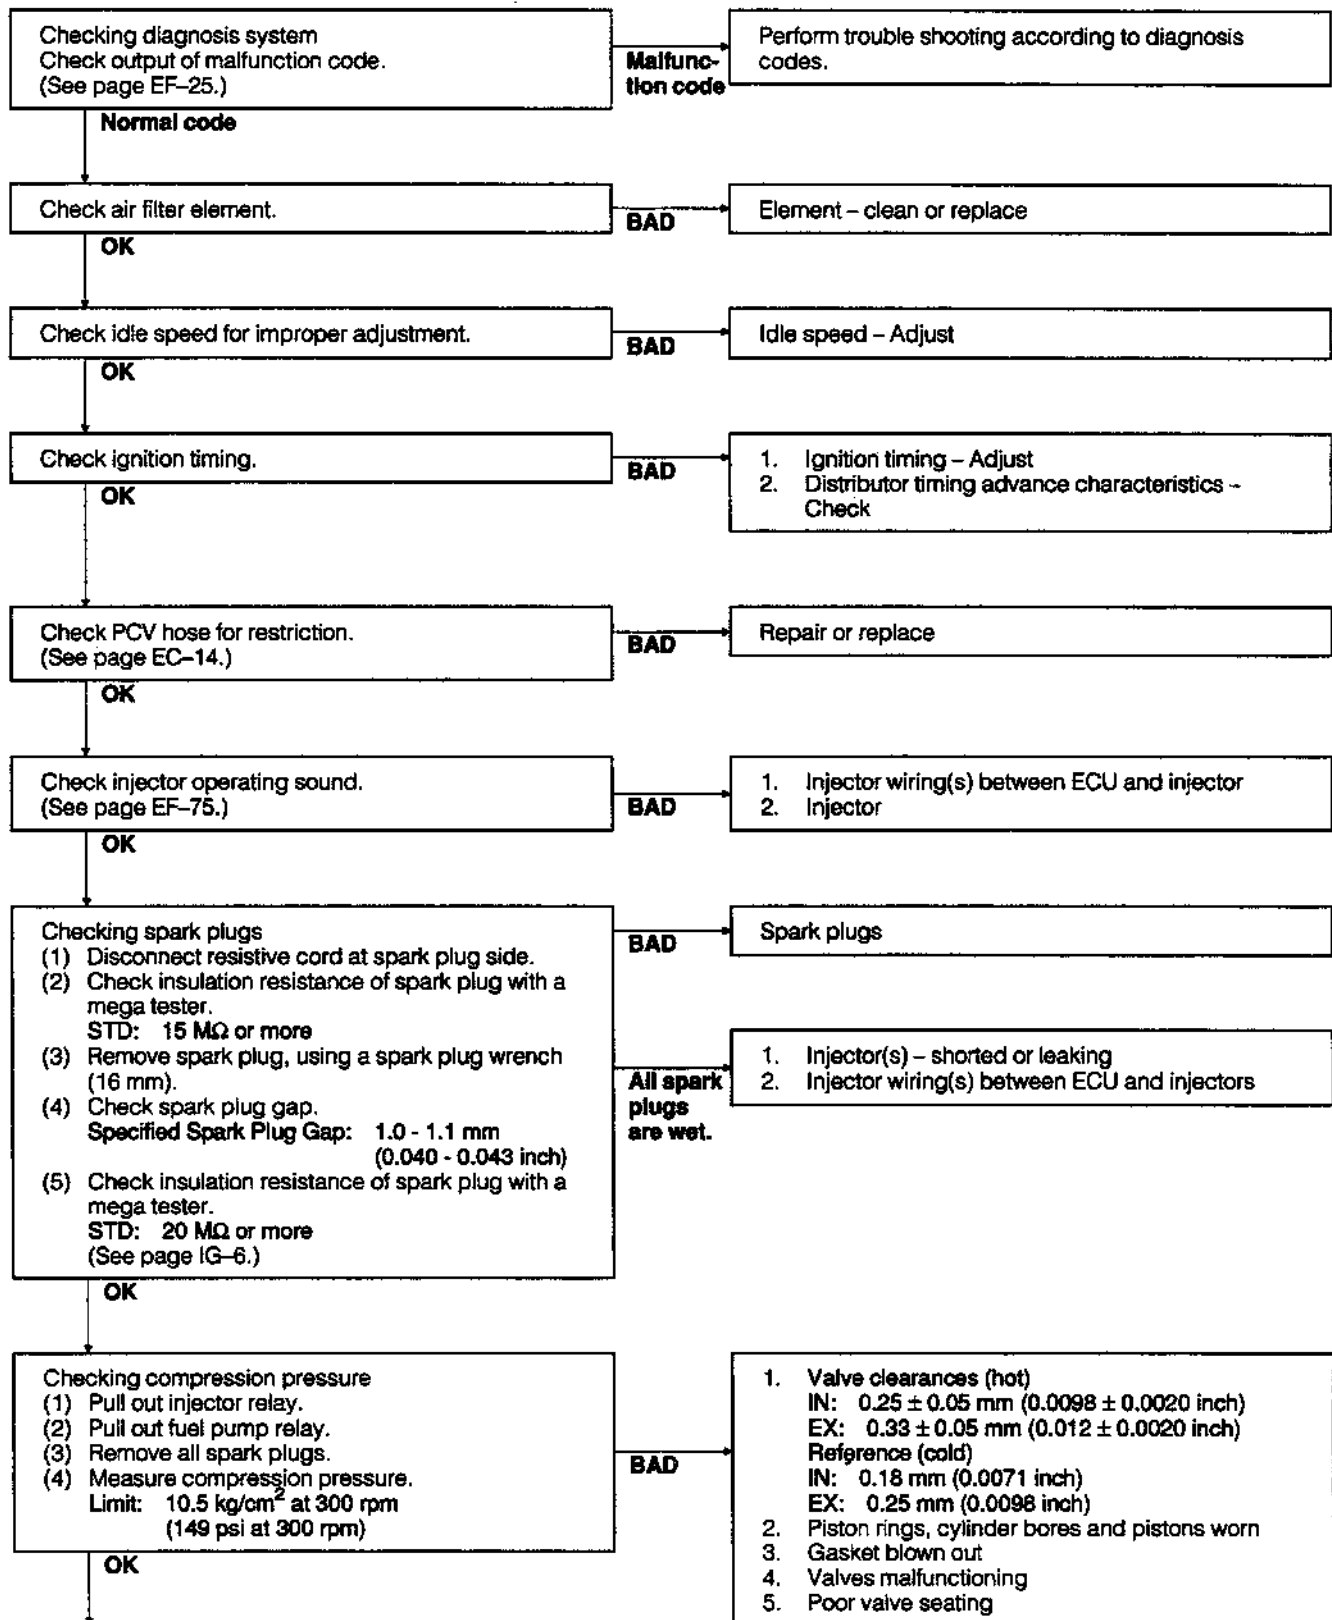 Checking diagnosis system
Check output of malfunction code.
(See page EF–25.)
Malfunc-
tion code
Perform trouble shooting according to diagnosis
codes.
Normal code
Check air filter element.
BAD
Element – clean or replace
OK
Check idle speed for improper adjustment.
BAD
Idle speed – Adjust
OK
Check ignition timing.
BAD
1. Ignition timing – Adjust
2. Distributor timing advance characteristics –
Check
OK
Check PCV hose for restriction.
(See page EC–14.)
BAD
Repair or replace
OK
Check injector operating sound.
(See page EF–75.)
BAD
1. Injector wiring(s) between ECU and injector
2. Injector
OK
Checking spark plugs
(1) Disconnect resistive cord at spark plug side.
(2) Check insulation resistance of spark plug with a
mega tester.
STD: 15 MΩ or more
(3) Remove spark plug, using a spark plug wrench
(16 mm).
(4) Check spark plug gap.
Specified Spark Plug Gap: 1.0 - 1.1 mm
(0.040 - 0.043 inch)
(5) Check insulation resistance of spark plug with a
mega tester.
STD: 20 MΩ or more
(See page IG–6.)
BAD
Spark plugs
All spark
plugs
are wet.
1. Injector(s) – shorted or leaking
2. Injector wiring(s) between ECU and injectors
OK
Checking compression pressure
(1) Pull out injector relay.
(2) Pull out fuel pump relay.
(3) Remove all spark plugs.
(4) Measure compression pressure.
Limit: 10.5 kg/cm² at 300 rpm
(149 psi at 300 rpm)
BAD
1. Valve clearances (hot)
IN: 0.25 ± 0.05 mm (0.0098 ± 0.0020 inch)
EX: 0.33 ± 0.05 mm (0.012 ± 0.0020 inch)
Reference (cold)
IN: 0.18 mm (0.0071 inch)
EX: 0.25 mm (0.0098 inch)
2. Piston rings, cylinder bores and pistons worn
3. Gasket blown out
4. Valves malfunctioning
5. Poor valve seating
OK